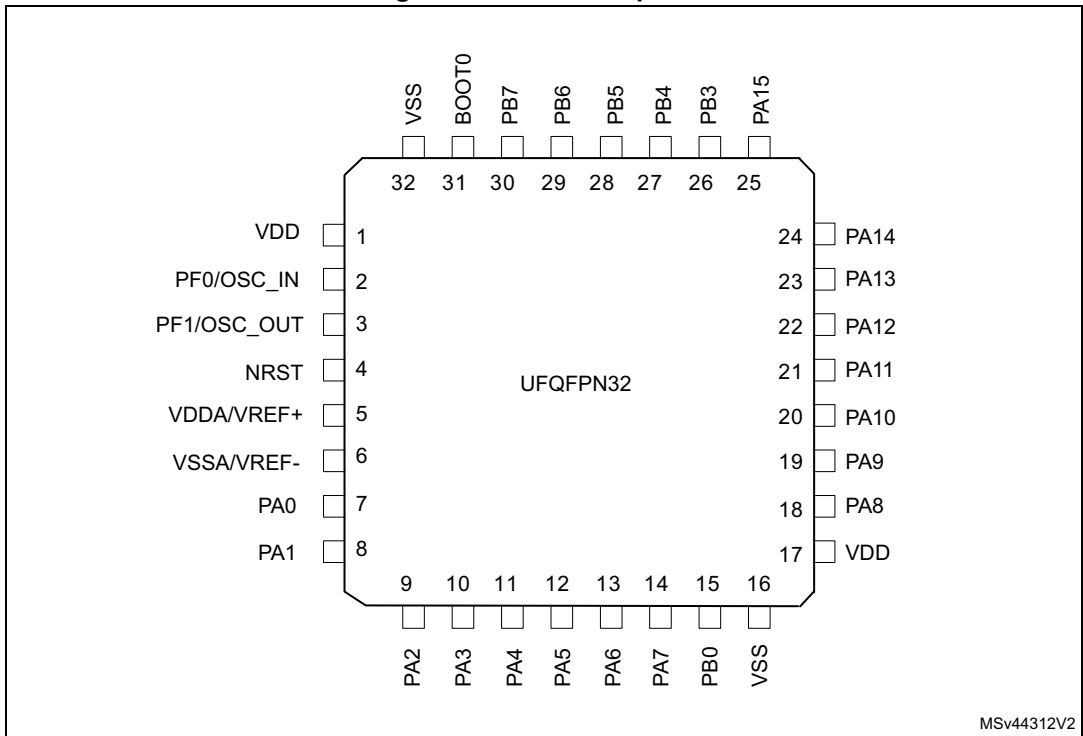 VSS BOOT0 PB7 PB6 PB5 PB4 PB3 PA15
32 31 30 29 28 27 26 25
VDD 1 24 PA14
PF0/OSC_IN 2 23 PA13
PF1/OSC_OUT 3 22 PA12
NRST 4 21 PA11
UFQFPN32
VDDA/VREF+ 5 20 PA10
VSSA/VREF- 6 19 PA9
PA0 7 18 PA8
PA1 8 17 VDD
9 10 11 12 13 14 15 16
PA2 PA3 PA4 PA5 PA6 PA7 PB0 VSS
MSv44312V2